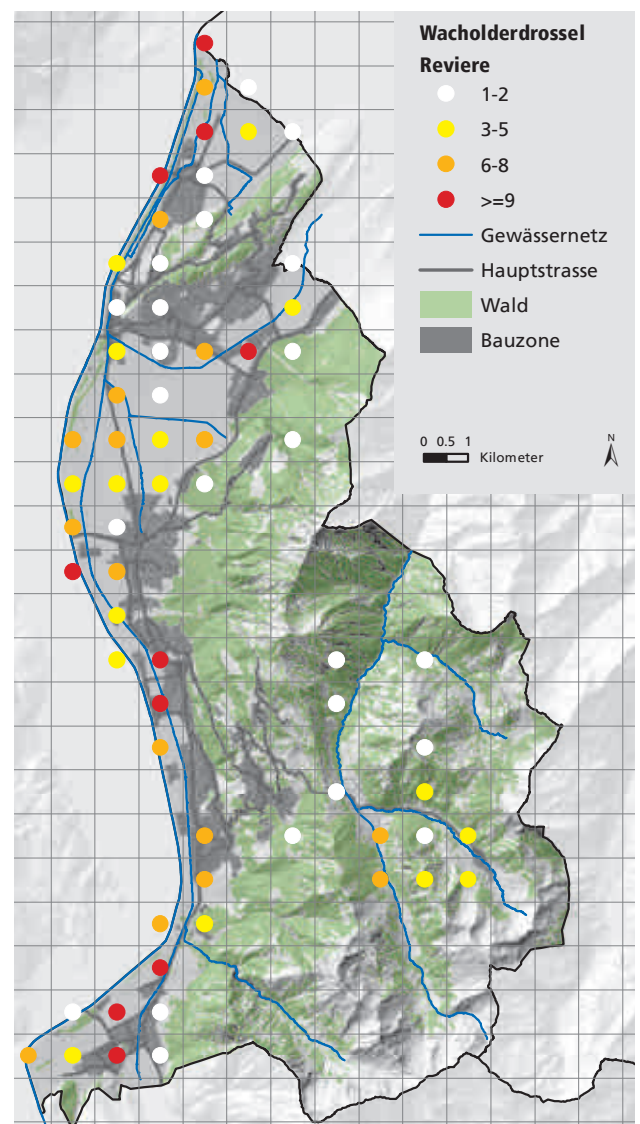 Wacholderdrossel
Reviere
1-2
3-5
6-8
>=9
Gewässernetz
Hauptstrasse
Wald
Bauzone
0 0.5 1
Kilometer
N